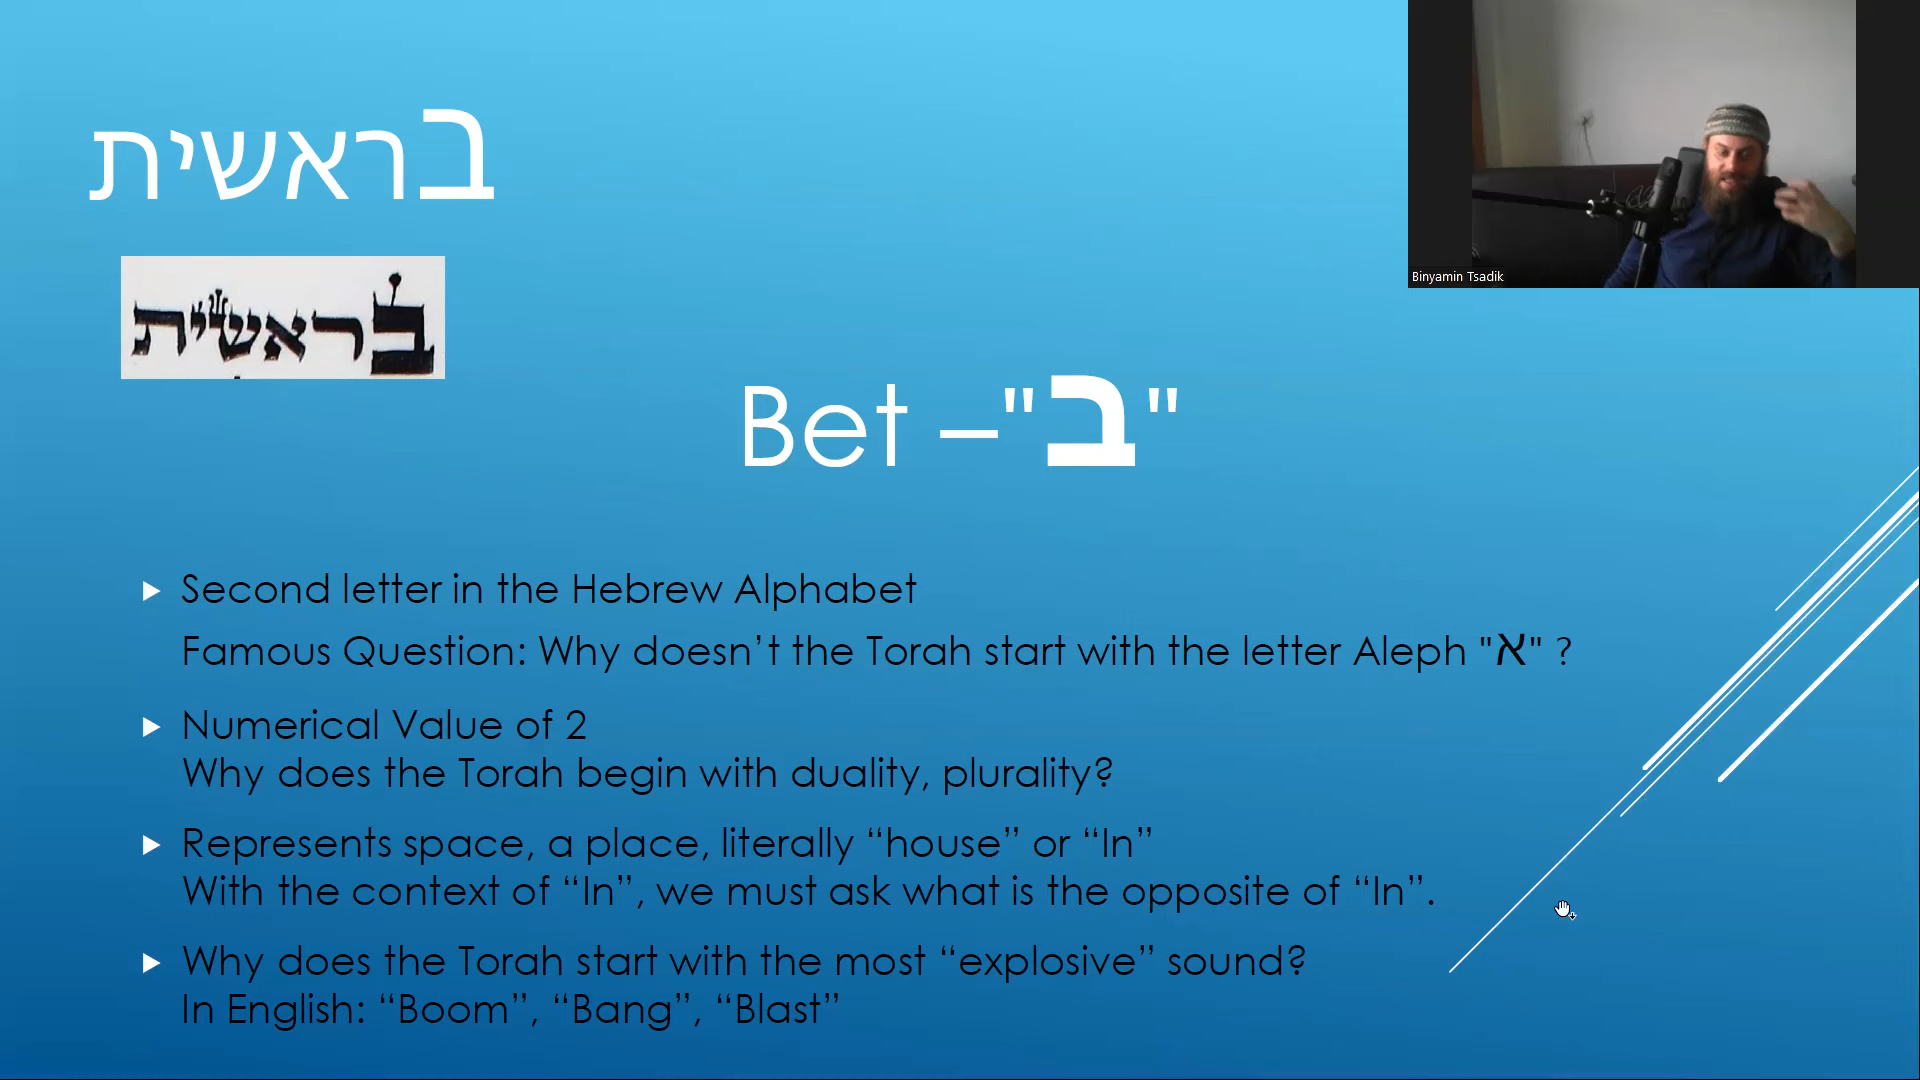 בראשית
בראשית
Binyamin Tsadik
Bet –"ב"
Second letter in the Hebrew Alphabet
Famous Question: Why doesn’t the Torah start with the letter Aleph "א" ?
Numerical Value of 2
Why does the Torah begin with duality, plurality?
Represents space, a place, literally “house” or “In”
With the context of “In”, we must ask what is the opposite of “In”.
Why does the Torah start with the most “explosive” sound?
In English: “Boom”, “Bang”, “Blast”